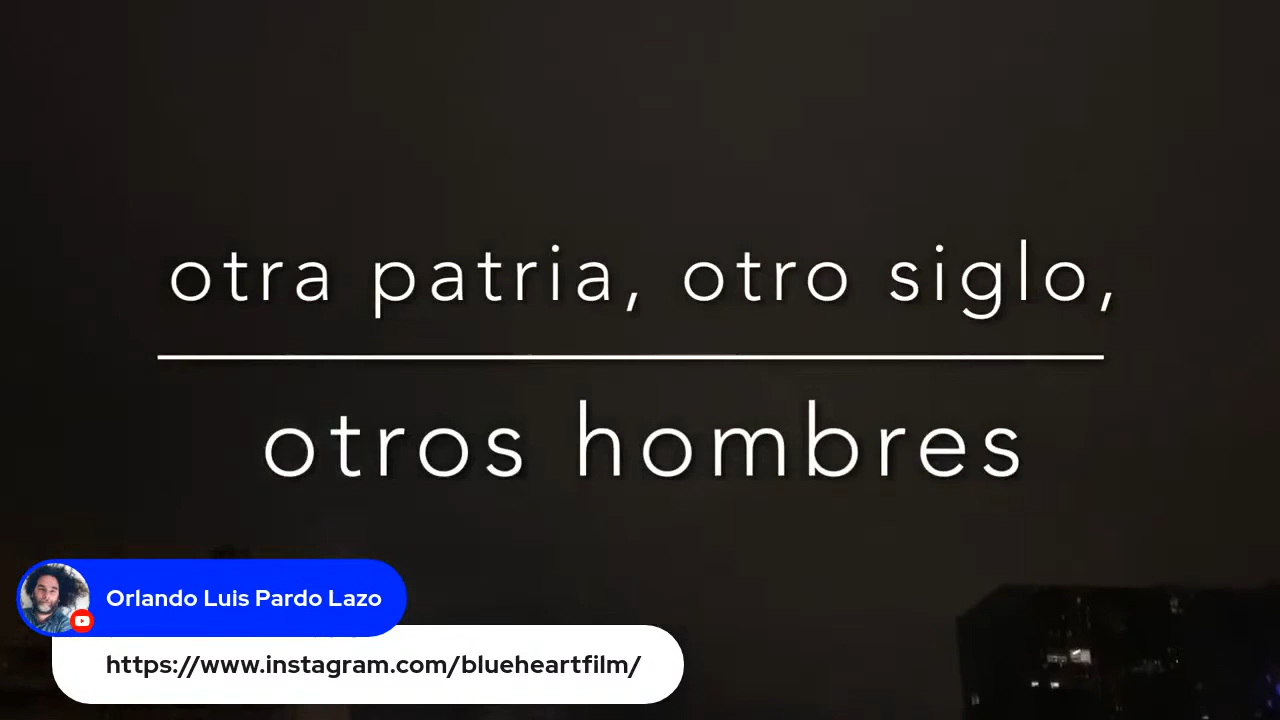 otra patria, otro siglo,
otros hombres
Orlando Luis Pardo Lazo
https://www.instagram.com/blueheartfilm/